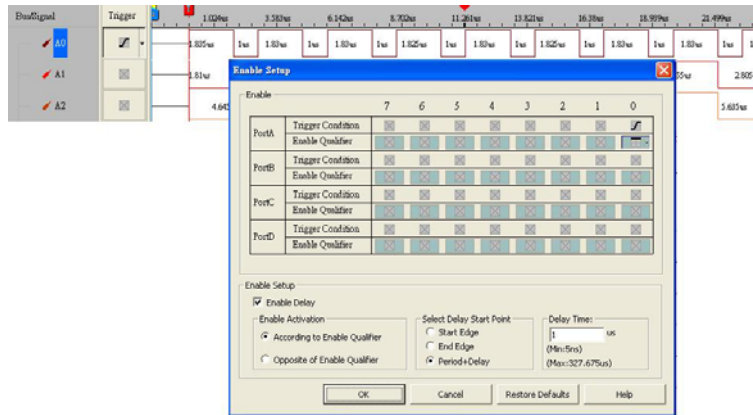 Bus/Signal Trigger 1.024us 3.583us 6.142us 8.702us 11.261us 13.821us 16.38us 18.939us 21.499us
A0 1.835us 1us 1.83us 1us 1.83us 1us 1.825us 1us 1.83us 1us 1.825us 1us 1.83us 1us 1.83us 1us
A1 1.81us 2.805
A2 4.645 5.635us
Enable Setup
Enable
7 6 5 4 3 2 1 0
PortA Trigger Condition
Enable Qualifier
PortB Trigger Condition
Enable Qualifier
PortC Trigger Condition
Enable Qualifier
PortD Trigger Condition
Enable Qualifier
Enable Setup
Enable Delay
Enable Activation Select Delay Start Point Delay Time:
According to Enable Qualifier Start Edge 1 us
End Edge (Min:5ns)
Opposite of Enable Qualifier Period+Delay (Max:327.675us)
OK Cancel Restore Defaults Help